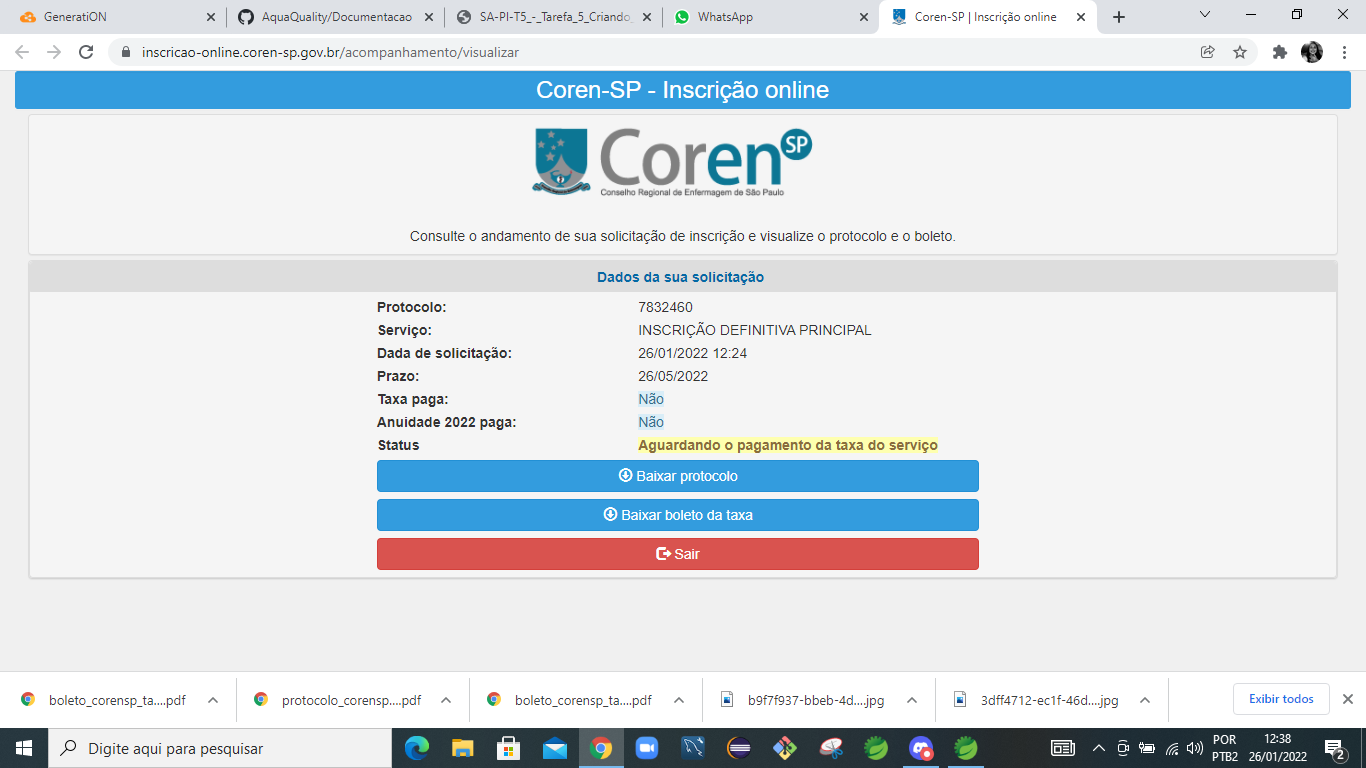 GeneratiON
AquaQuality/Documentacao
SA-PI-T5_-_Tarefa_5_Criando_
WhatsApp
Coren-SP | Inscrição online
inscricao-online.coren-sp.gov.br/acompanhamento/visualizar
Coren-SP - Inscrição online
Coren SP
Conselho Regional de Enfermagem de São Paulo
Consulte o andamento de sua solicitação de inscrição e visualize o protocolo e o boleto.
Dados da sua solicitação
Protocolo: 7832460
Serviço: INSCRIÇÃO DEFINITIVA PRINCIPAL
Dada de solicitação: 26/01/2022 12:24
Prazo: 26/05/2022
Taxa paga: Não
Anuidade 2022 paga: Não
Status Aguardando o pagamento da taxa do serviço
Baixar protocolo
Baixar boleto da taxa
Sair
boleto_corensp_ta....pdf
protocolo_corensp....pdf
boleto_corensp_ta....pdf
b9f7f937-bbeb-4d....jpg
3dff4712-ec1f-46d....jpg
Exibir todos
Digite aqui para pesquisar
POR
PTB2
12:38
26/01/2022
2